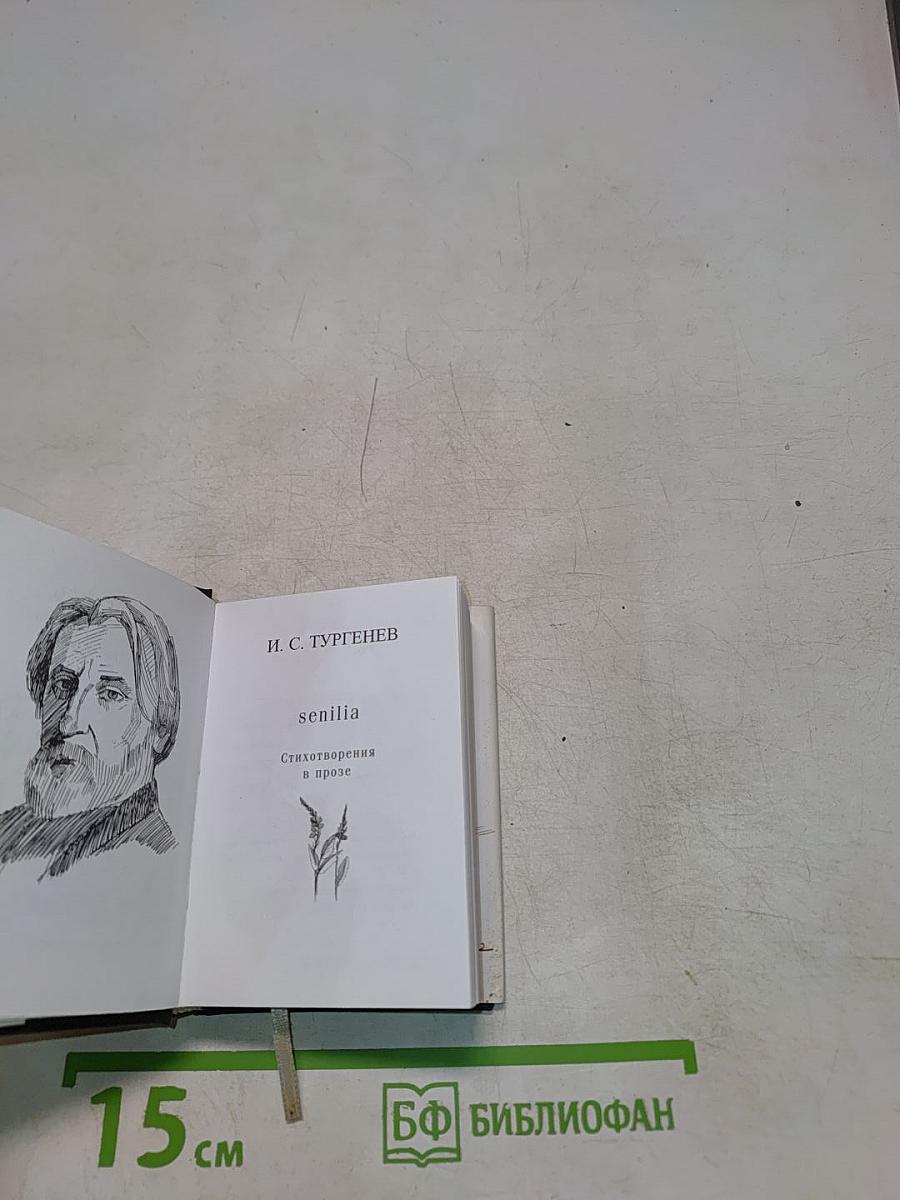 И. С. ТУРГЕНЕВ
senilia
Стихотворения
в прозе
15 см
БФ БИБЛИОФАН